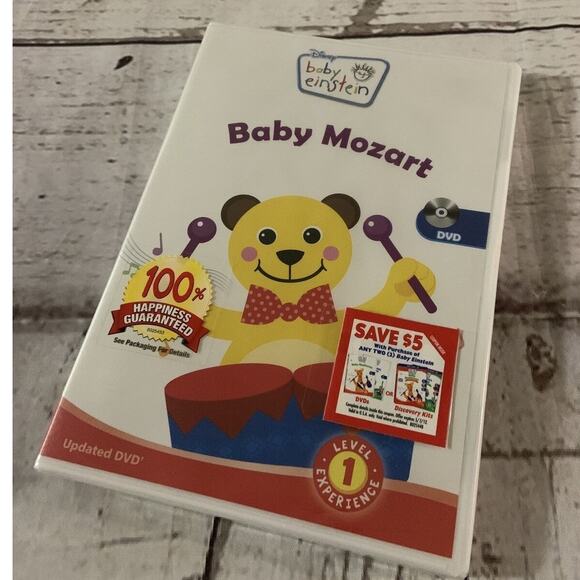 Disney
baby
einstein
Baby Mozart
DVD
100%
HAPPINESS
GUARANTEED
See Packaging For Details
SAVE $5
With Purchase of
ANY TWO (2) Baby Einstein
DVDs
OR
Discovery Kits
Updated DVD
LEVEL
1
EXPERIENCE